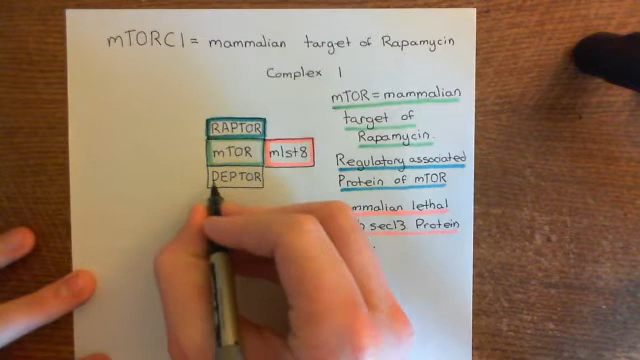 mTORC1 = mammalian target of Rapamycin
Complex 1
mTOR = mammalian
target of
Rapamycin.
RAPTOR
mTOR mlst8
DEPTOR
Regulatory associated
Protein of mTOR
lethal
sec13 Protein